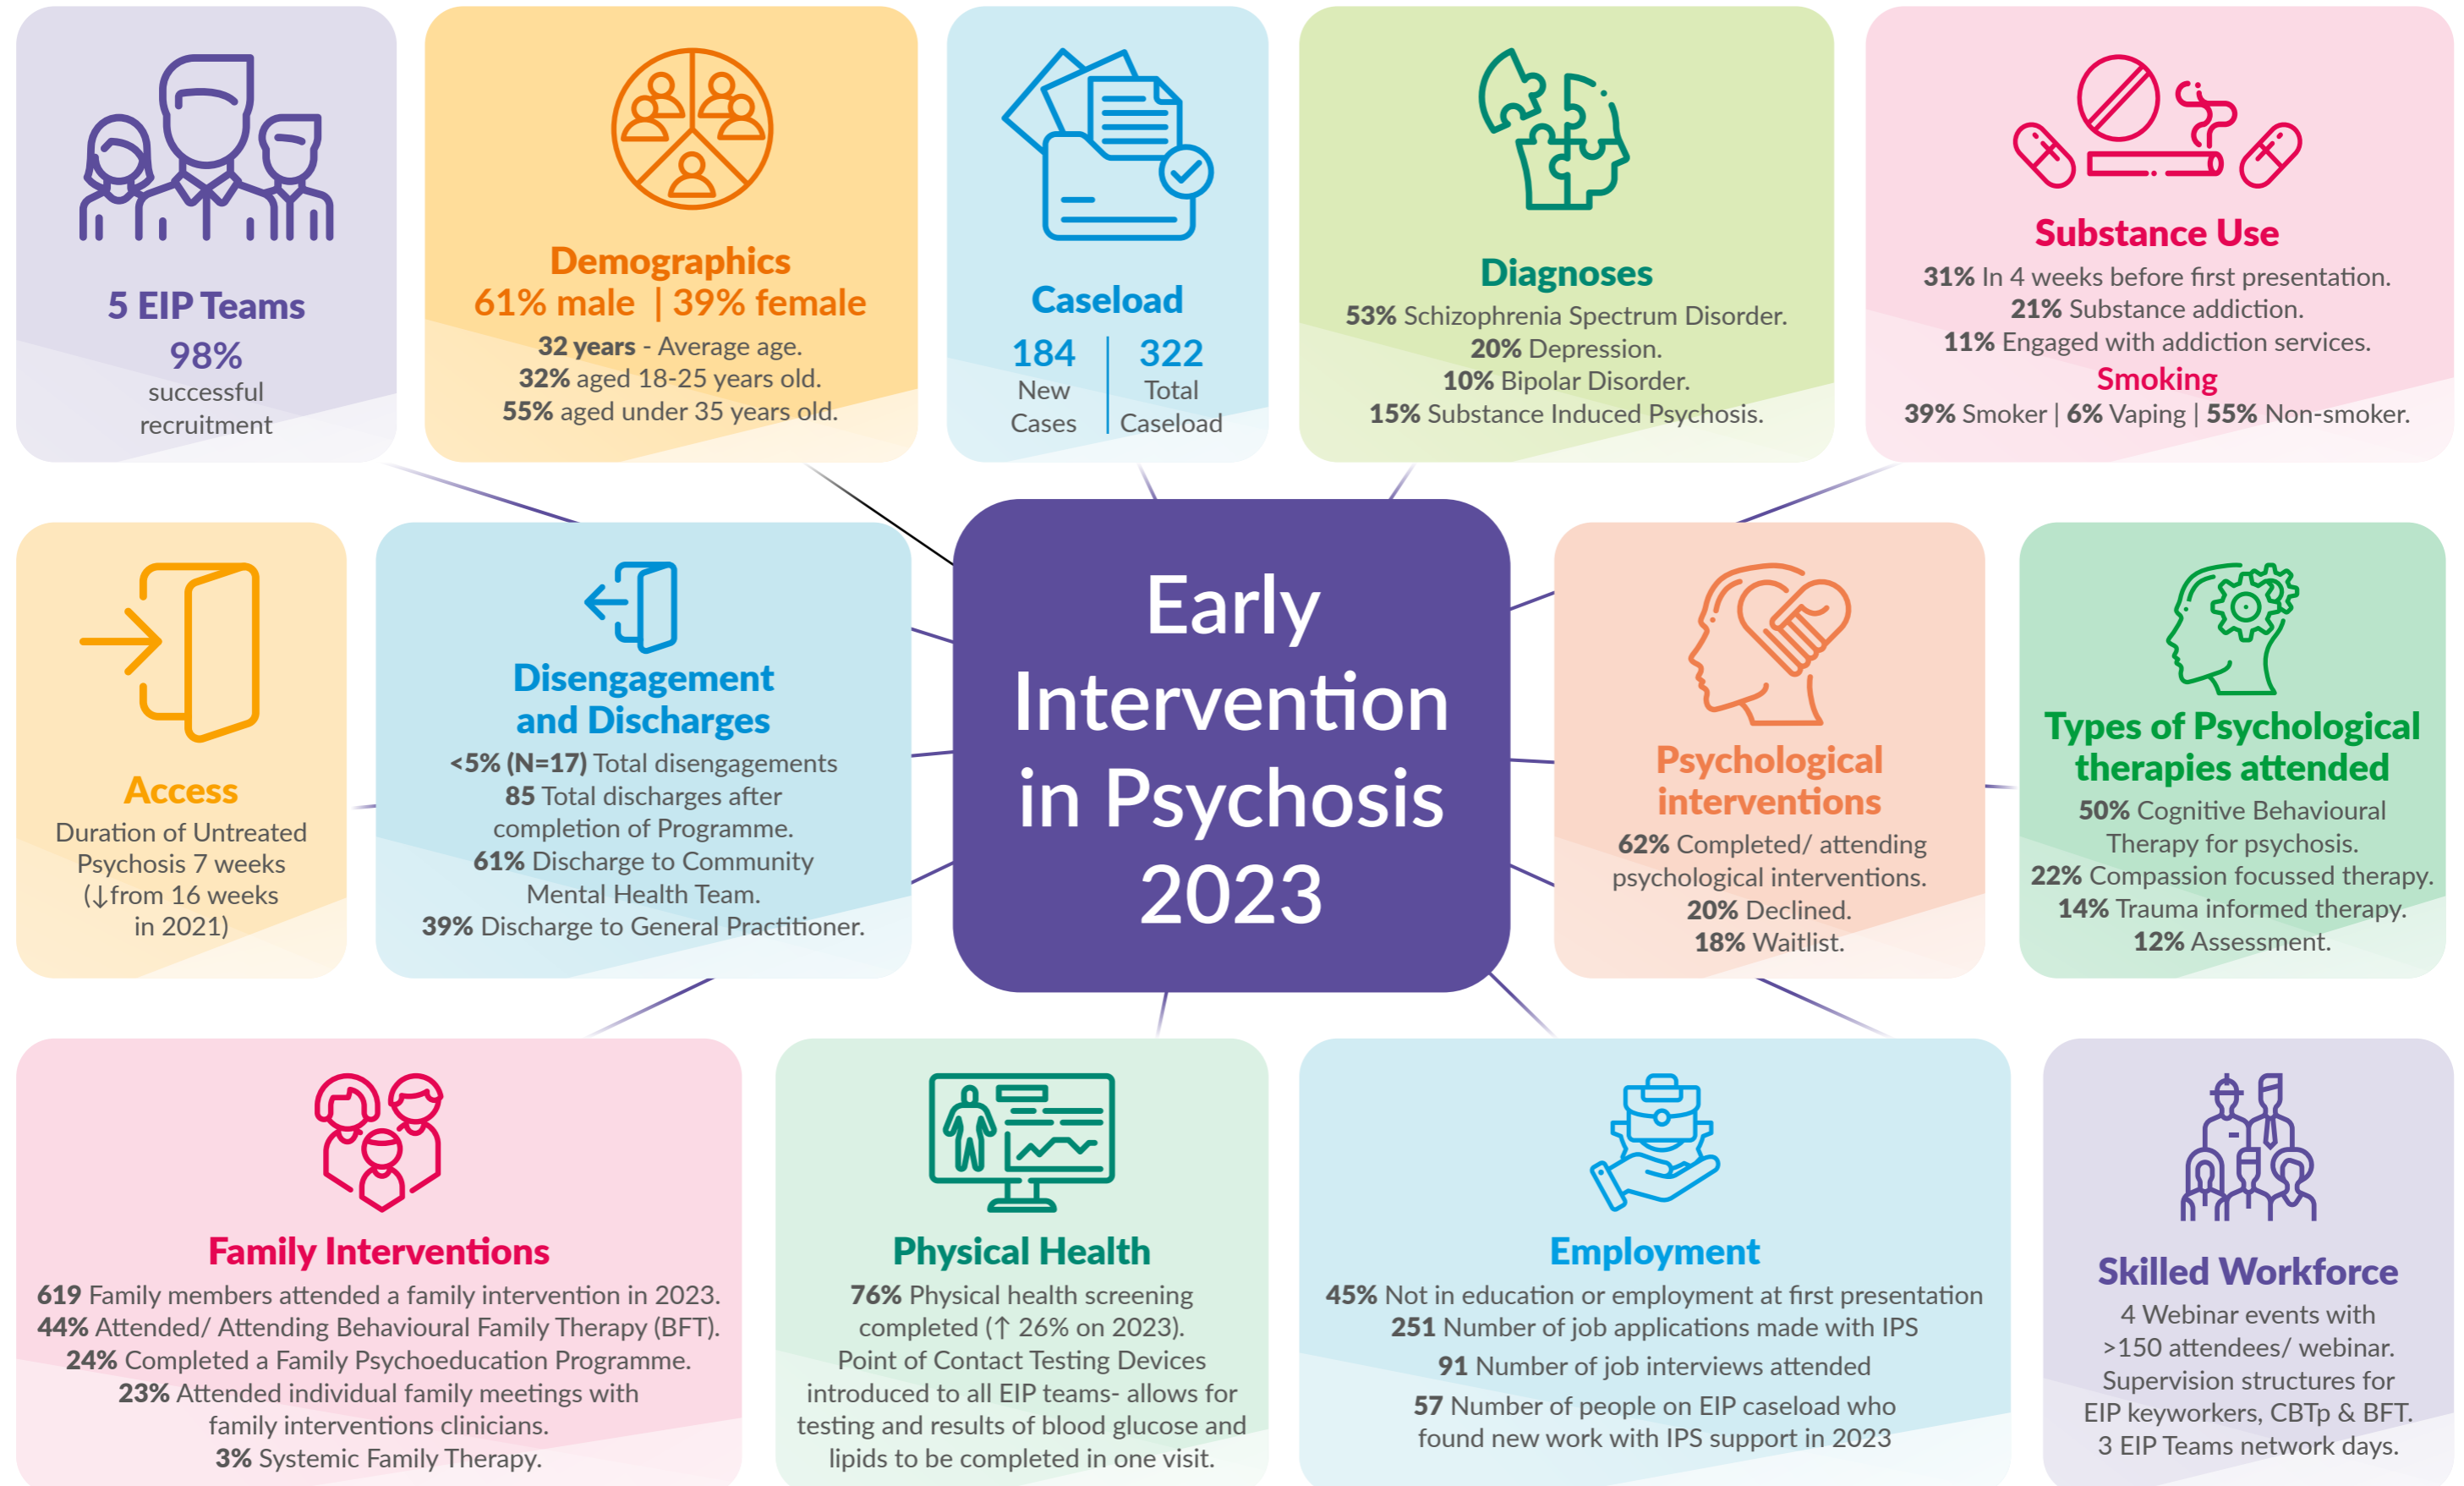 5 EIP Teams
98%
successful
recruitment
Demographics
61% male | 39% female
32 years - Average age.
32% aged 18-25 years old.
55% aged under 35 years old.
Caseload
184
New
Cases
322
Total
Caseload
Diagnoses
53% Schizophrenia Spectrum Disorder.
20% Depression.
10% Bipolar Disorder.
15% Substance Induced Psychosis.
Substance Use
31% In 4 weeks before first presentation.
21% Substance addiction.
11% Engaged with addiction services.
Smoking
39% Smoker | 6% Vaping | 55% Non-smoker.
Access
Duration of Untreated
Psychosis 7 weeks
(↓from 16 weeks
in 2021)
Disengagement
and Discharges
<5% (N=17) Total disengagements
85 Total discharges after
completion of Programme.
61% Discharge to Community
Mental Health Team.
39% Discharge to General Practitioner.
Early
Intervention
in Psychosis
2023
Psychological
interventions
62% Completed/ attending
psychological interventions.
20% Declined.
18% Waitlist.
Types of Psychological
therapies attended
50% Cognitive Behavioural
Therapy for psychosis.
22% Compassion focussed therapy.
14% Trauma informed therapy.
12% Assessment.
Family Interventions
619 Family members attended a family intervention in 2023.
44% Attended/ Attending Behavioural Family Therapy (BFT).
24% Completed a Family Psychoeducation Programme.
23% Attended individual family meetings with
family interventions clinicians.
3% Systemic Family Therapy.
Physical Health
76% Physical health screening
completed (↑ 26% on 2023).
Point of Contact Testing Devices
introduced to all EIP teams- allows for
testing and results of blood glucose and
lipids to be completed in one visit.
Employment
45% Not in education or employment at first presentation
251 Number of job applications made with IPS
91 Number of job interviews attended
57 Number of people on EIP caseload who
found new work with IPS support in 2023
Skilled Workforce
4 Webinar events with
>150 attendees/ webinar.
Supervision structures for
EIP keyworkers, CBTp & BFT.
3 EIP Teams network days.